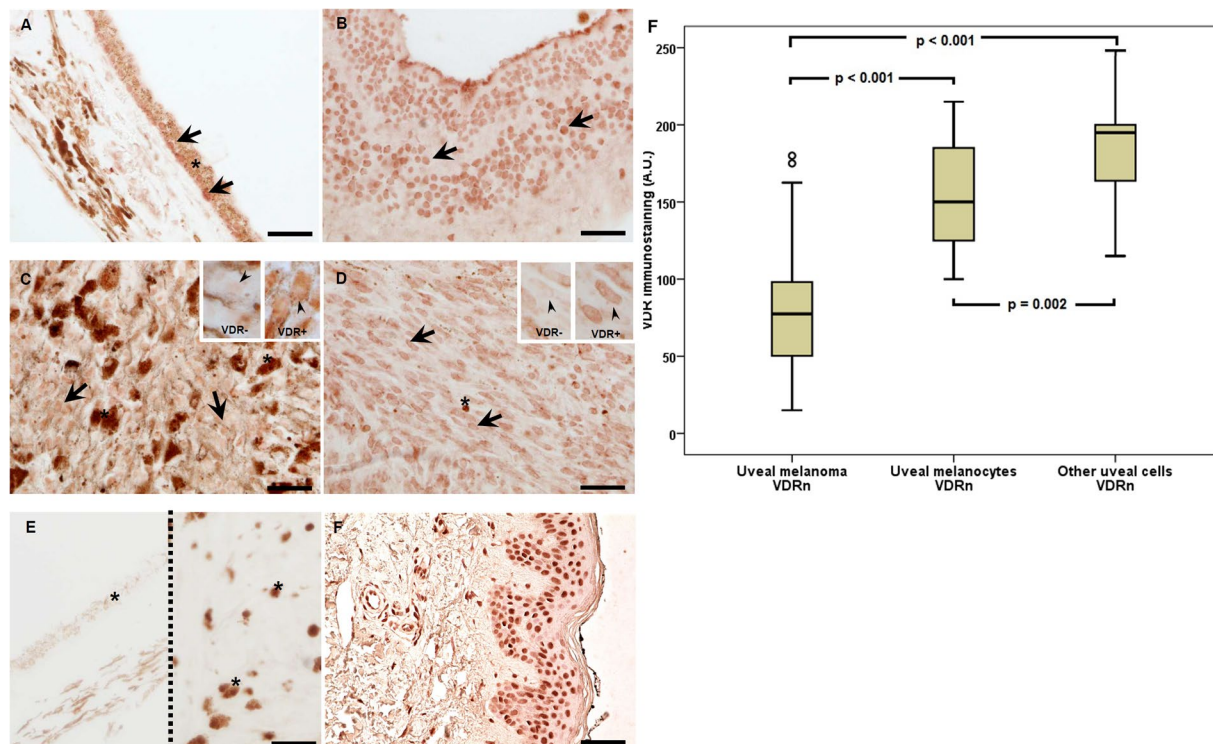 A
*
B
C
VDR-
VDR+
*
*
D
VDR-
VDR+
*
E
*
*
*
F
F
p < 0.001
p < 0.001
p = 0.002
VDR immunostaining (A.U.)
250
200
150
100
50
0
Uveal melanoma
VDRn
Uveal melanocytes
VDRn
Other uveal cells
VDRn